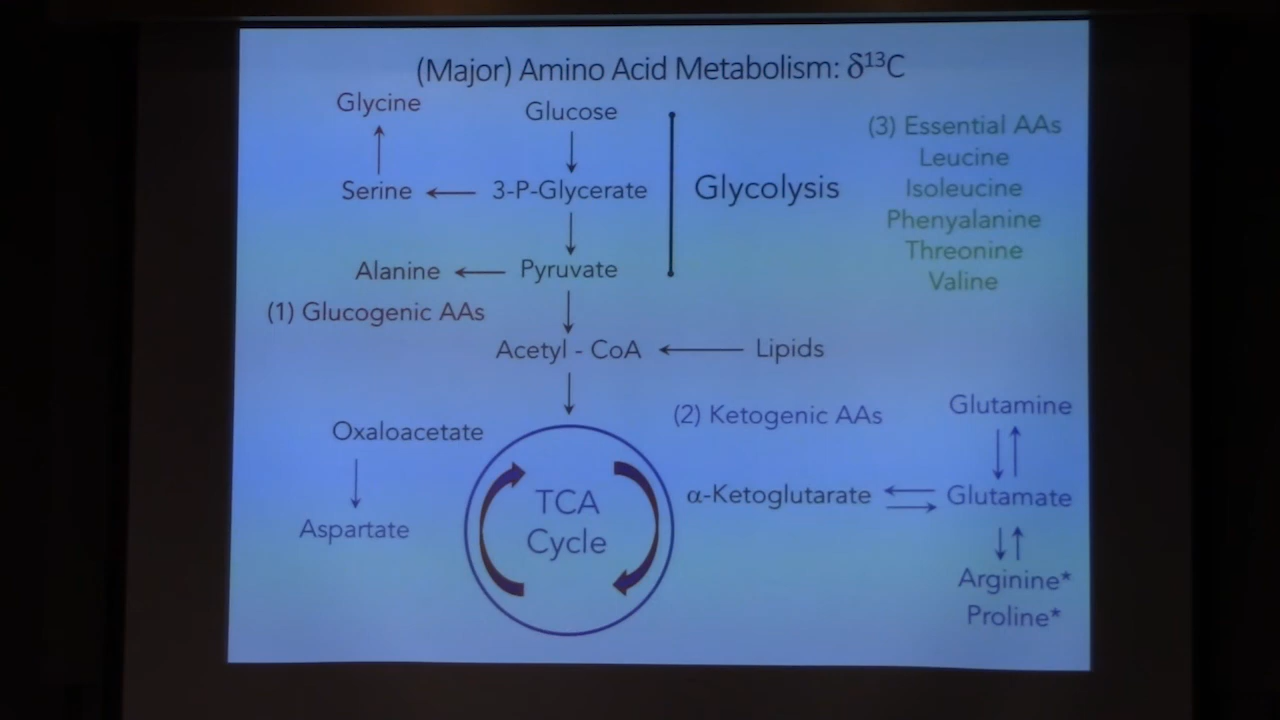 (Major) Amino Acid Metabolism: δ¹³C
Glycine
Glucose
Serine
3-P-Glycerate
Glycolysis
Alanine
Pyruvate
(1) Glucogenic AAs
Acetyl - CoA
Lipids
(3) Essential AAs
Leucine
Isoleucine
Phenyalanine
Threonine
Valine
(2) Ketogenic AAs
Oxaloacetate
Aspartate
TCA
Cycle
α-Ketoglutarate
Glutamine
Glutamate
Arginine*
Proline*